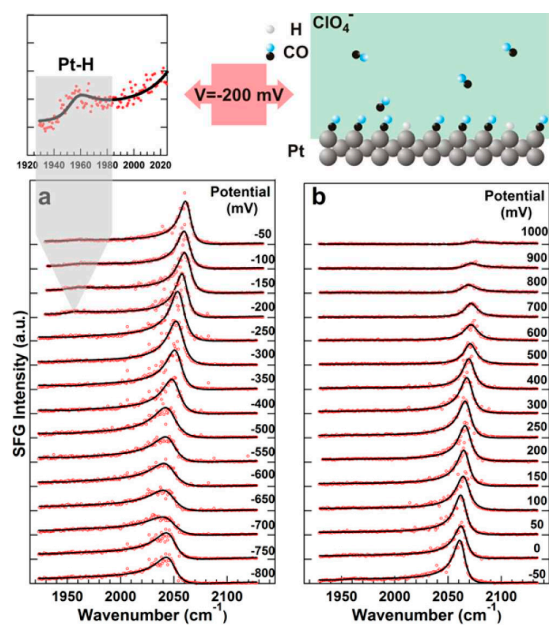 Pt-H
1920 1940 1960 1980 2000 2020
V=-200 mV
H
CO
ClO₄⁻
Pt
a
Potential
(mV)
-50
-100
-150
-200
-250
-300
-350
-400
-500
-550
-600
-650
-700
-750
-800
SFG Intensity (a.u.)
1950 2000 2050 2100
Wavenumber (cm⁻¹)
b
Potential
(mV)
1000
900
800
700
600
500
400
300
250
200
150
100
50
0
-50
1950 2000 2050 2100
Wavenumber (cm⁻¹)